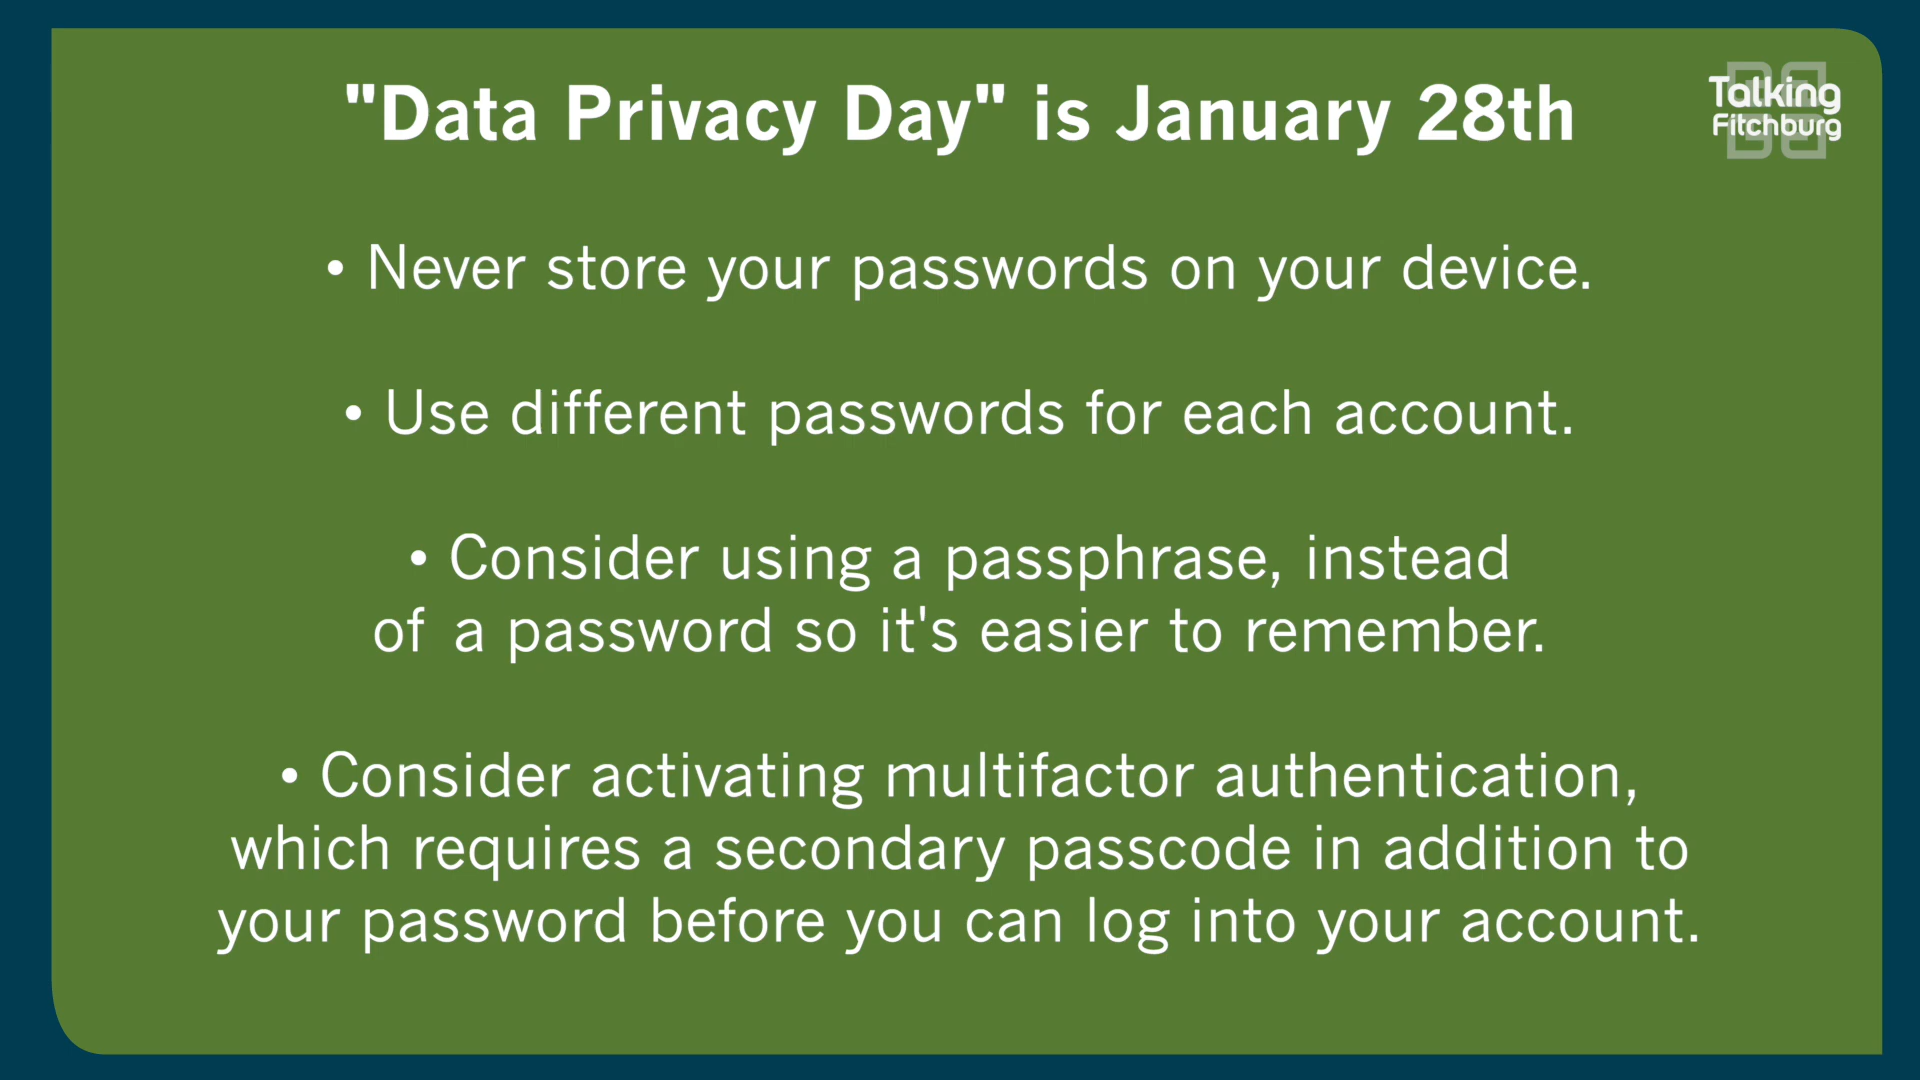 "Data Privacy Day" is January 28th
Talking
Fitchburg
• Never store your passwords on your device.
• Use different passwords for each account.
• Consider using a passphrase, instead
of a password so it's easier to remember.
• Consider activating multifactor authentication,
which requires a secondary passcode in addition to
your password before you can log into your account.